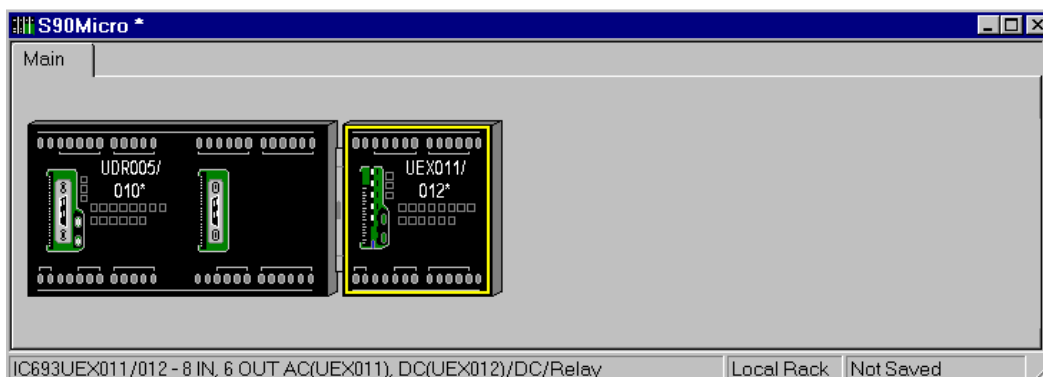 S90Micro *
Main
UDR005/
010*
UEX011/
012*
IC693UEX011/012 - 8 IN, 6 OUT AC(UEX011), DC(UEX012)/DC/Relay
Local Rack
Not Saved